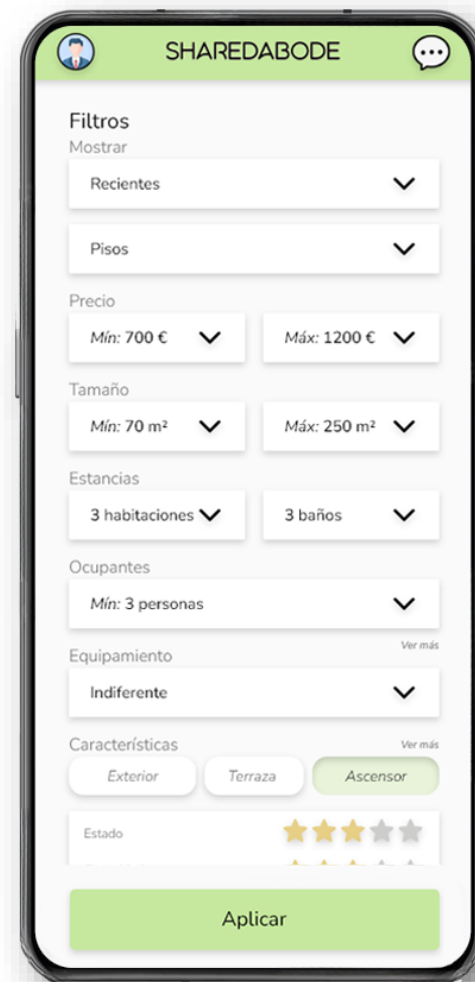 SHAREDABODE
Filtros
Mostrar
Recientes
Pisos
Precio
Mín: 700 € Máx: 1200 €
Tamaño
Mín: 70 m² Máx: 250 m²
Estancias
3 habitaciones 3 baños
Ocupantes
Mín: 3 personas
Ver más
Equipamiento
Indiferente
Características Ver más
Exterior Terraza Ascensor
Estado
Aplicar